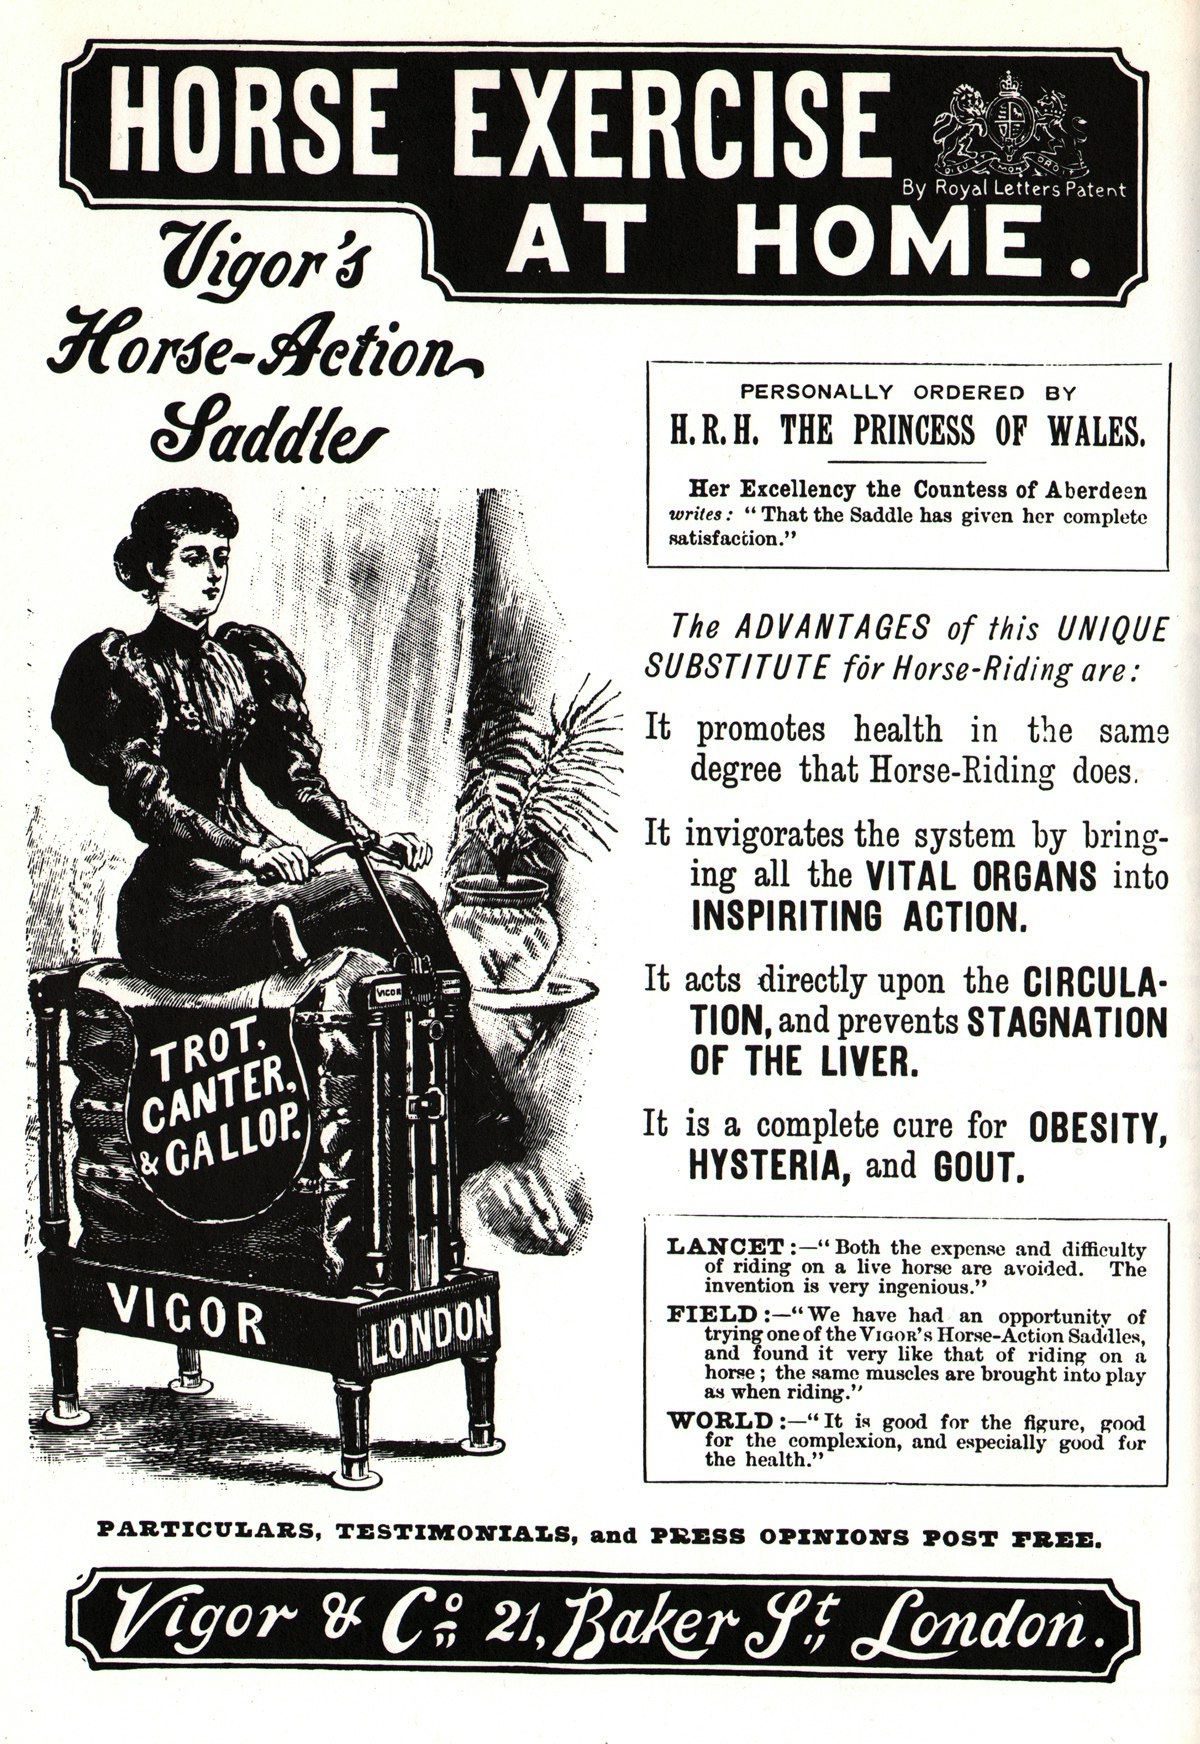 HORSE EXERCISE
DIEU ET MON DROIT
By Royal Letters Patent
AT HOME.
Vigor's
Horse-Action
Saddle
PERSONALLY ORDERED BY
H.R.H. THE PRINCESS OF WALES.
Her Excellency the Countess of Aberdeen
writes: "That the Saddle has given her complete
satisfaction."
The ADVANTAGES of this UNIQUE
SUBSTITUTE for Horse-Riding are:
It promotes health in the same
degree that Horse-Riding does.
It invigorates the system by bring-
ing all the VITAL ORGANS into
INSPIRITING ACTION.
It acts directly upon the CIRCULA-
TION, and prevents STAGNATION
OF THE LIVER.
It is a complete cure for OBESITY,
HYSTERIA, and GOUT.
VIGOR
TROT,
CANTER,
& GALLOP.
VIGOR
LONDON
LANCET:—"Both the expense and difficulty
of riding on a live horse are avoided. The
invention is very ingenious."
FIELD:—"We have had an opportunity of
trying one of the VIGOR'S Horse-Action Saddles,
and found it very like that of riding on a
horse; the same muscles are brought into play
as when riding."
WORLD:—"It is good for the figure, good
for the complexion, and especially good for
the health."
PARTICULARS, TESTIMONIALS, and PRESS OPINIONS POST FREE.
Vigor & Co., 21, Baker St., London.